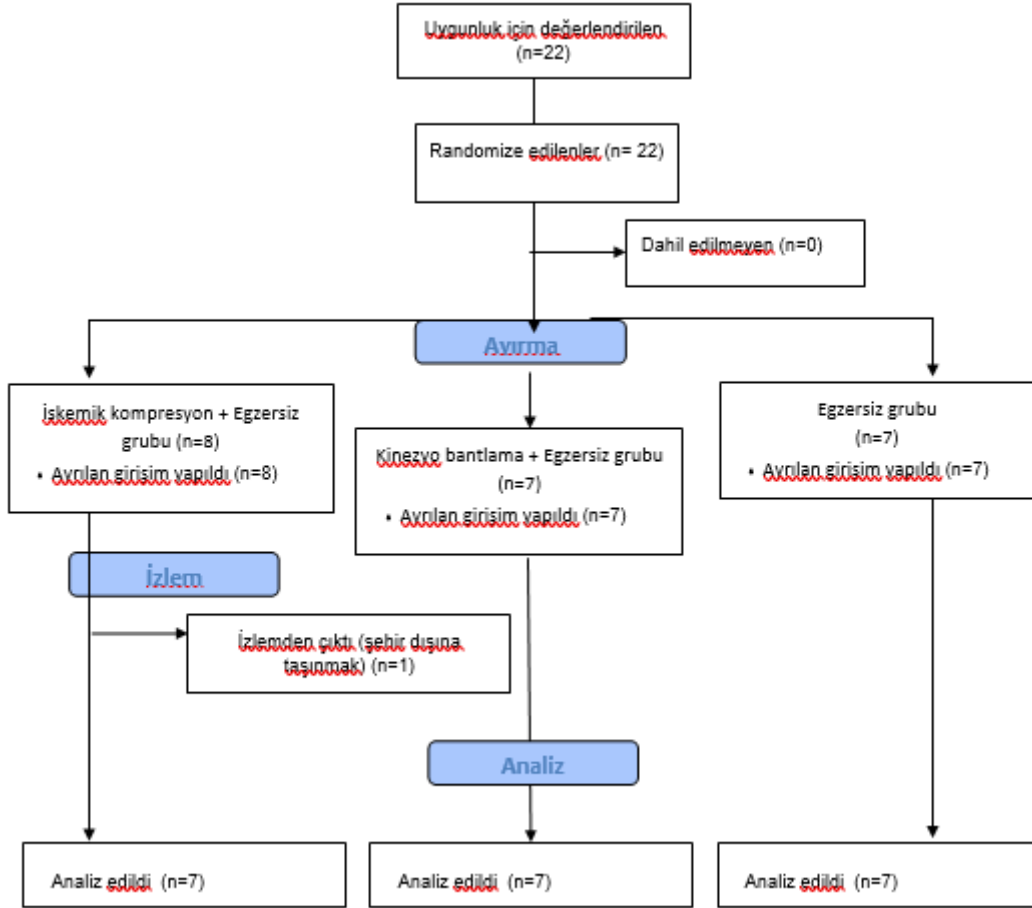 Uygunluk için değerlendirilen
(n=22)
Randomize edilenler (n= 22)
Dahil edilmeyen (n=0)
Ayırma
İskemik kompresyon + Egzersiz
grubu (n=8)
• Ayrılan girişim yapıldı (n=8)
Kinezyo bantlama + Egzersiz grubu
(n=7)
• Ayrılan girişim yapıldı (n=7)
Egzersiz grubu
(n=7)
• Ayrılan girişim yapıldı (n=7)
İzlem
İzlemden çıktı (şehir dışına
taşınmak) (n=1)
Analiz
Analiz edildi (n=7)
Analiz edildi (n=7)
Analiz edildi (n=7)